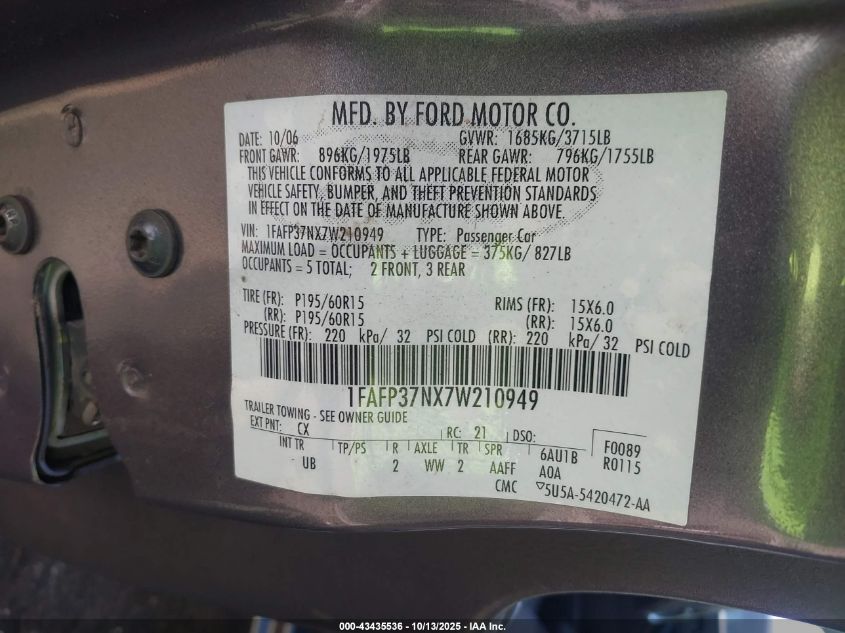 MFD. BY FORD MOTOR CO.
DATE: 10/06 GVWR: 1685KG/3715LB
FRONT GAWR: 896KG/1975LB REAR GAWR: 796KG/1755LB
THIS VEHICLE CONFORMS TO ALL APPLICABLE FEDERAL MOTOR
VEHICLE SAFETY, BUMPER, AND THEFT PREVENTION STANDARDS
IN EFFECT ON THE DATE OF MANUFACTURE SHOWN ABOVE.
VIN: 1FAFP37NX7W210949 TYPE: Passenger Car
MAXIMUM LOAD = OCCUPANTS + LUGGAGE = 375KG/ 827LB
OCCUPANTS = 5 TOTAL; 2 FRONT, 3 REAR
TIRE (FR): P195/60R15 RIMS (FR): 15X6.0
(RR): P195/60R15 (RR): 15X6.0
PRESSURE (FR): 220 kPa/ 32 PSI COLD (RR): 220 kPa/ 32 PSI COLD
1FAFP37NX7W210949
TRAILER TOWING - SEE OWNER GUIDE
EXT PNT: CX RC: 21 DSO: F0089
INT TR TP/PS R AXLE TR SPR 6AU1B R0115
UB 2 WW 2 AAFF A0A
CMC ▽5U5A-5420472-AA
000-43435536 - 10/13/2025 - IAA Inc.